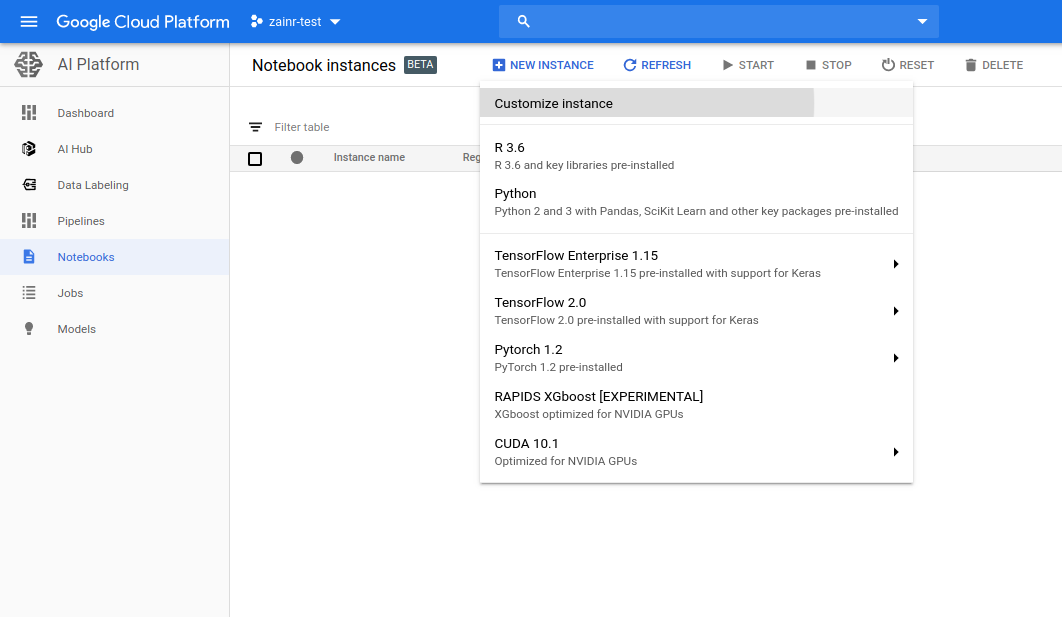 Google Cloud Platform
zainr-test
AI Platform
Dashboard
AI Hub
Data Labeling
Pipelines
Notebooks
Jobs
Models
Notebook instances BETA
NEW INSTANCE
REFRESH
START
STOP
RESET
DELETE
Filter table
Instance name
Reg
Customize instance
R 3.6
R 3.6 and key libraries pre-installed
Python
Python 2 and 3 with Pandas, SciKit Learn and other key packages pre-installed
TensorFlow Enterprise 1.15
TensorFlow Enterprise 1.15 pre-installed with support for Keras
TensorFlow 2.0
TensorFlow 2.0 pre-installed with support for Keras
Pytorch 1.2
PyTorch 1.2 pre-installed
RAPIDS XGboost [EXPERIMENTAL]
XGboost optimized for NVIDIA GPUs
CUDA 10.1
Optimized for NVIDIA GPUs